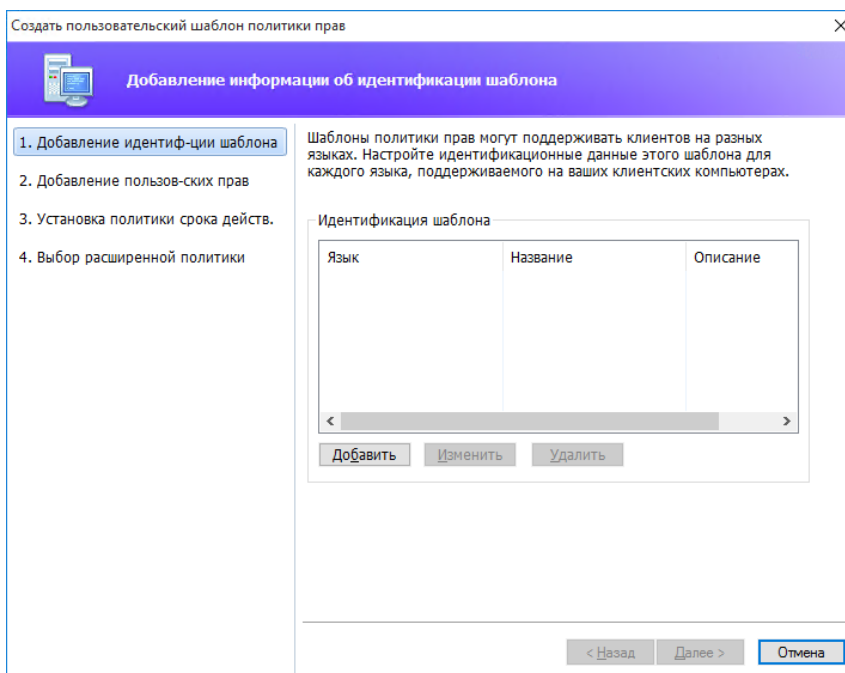 Создать пользовательский шаблон политики прав
Добавление информации об идентификации шаблона
1. Добавление идентиф-ции шаблона
2. Добавление пользов-ских прав
3. Установка политики срока действ.
4. Выбор расширенной политики
Шаблоны политики прав могут поддерживать клиентов на разных
языках. Настройте идентификационные данные этого шаблона для
каждого языка, поддерживаемого на ваших клиентских компьютерах.
Идентификация шаблона
Язык Название Описание
Добавить Изменить Удалить
< Назад Далее > Отмена